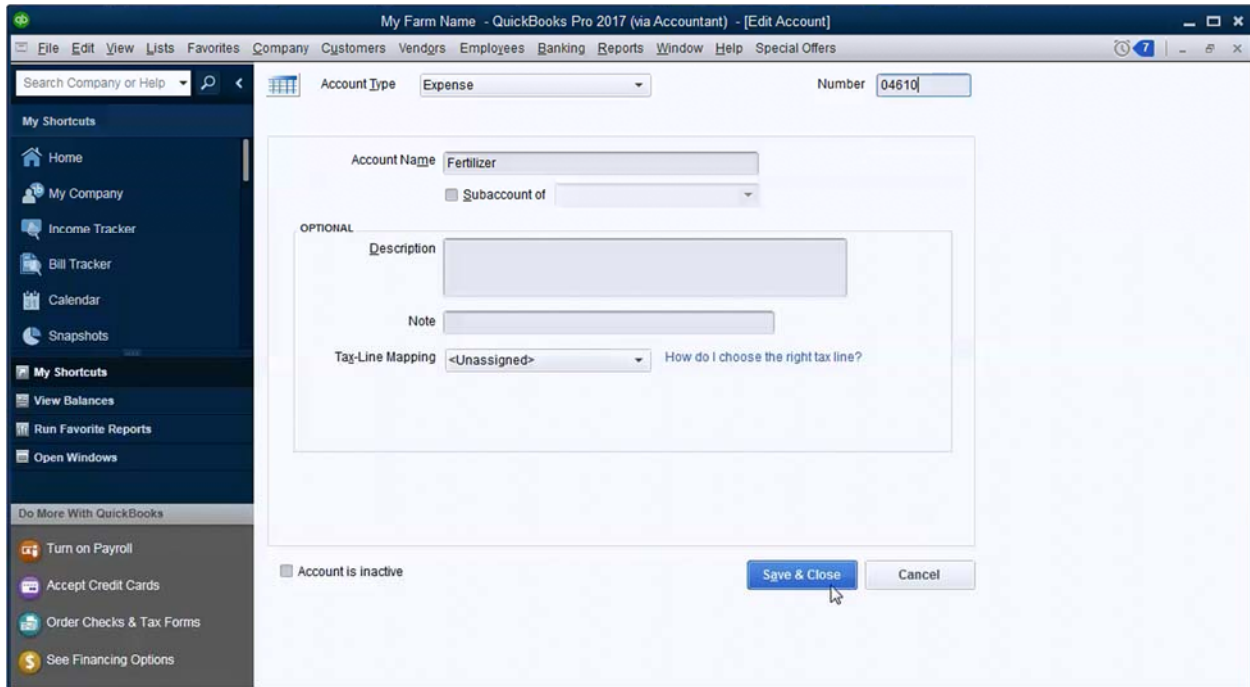 qb
My Farm Name - QuickBooks Pro 2017 (via Accountant) - [Edit Account]
File Edit View Lists Favorites Company Customers Vendors Employees Banking Reports Window Help Special Offers 7
Search Company or Help
My Shortcuts
Home
My Company
Income Tracker
Bill Tracker
Calendar
Snapshots
My Shortcuts
View Balances
Run Favorite Reports
Open Windows
Do More With QuickBooks
Turn on Payroll
Accept Credit Cards
Order Checks & Tax Forms
See Financing Options
Account Type Expense Number 04610
Account Name Fertilizer
Subaccount of
OPTIONAL
Description
Note
Tax-Line Mapping <Unassigned> How do I choose the right tax line?
Account is inactive Save & Close Cancel